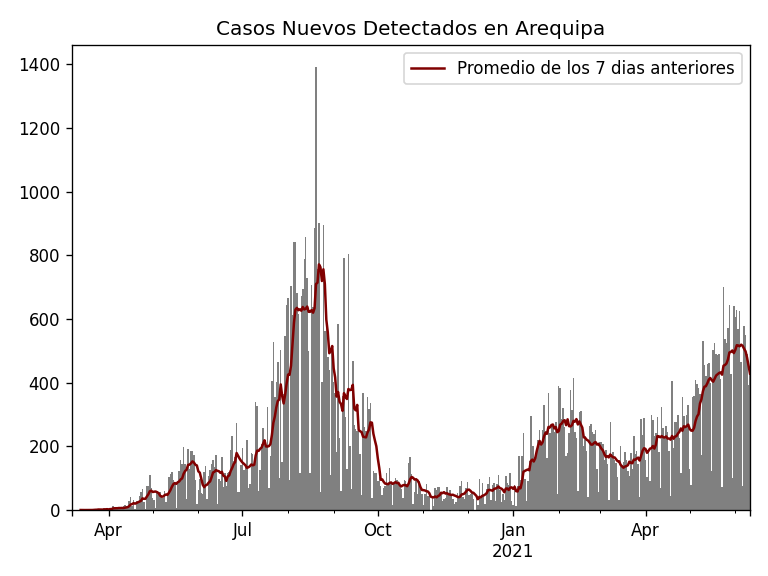 Casos Nuevos Detectados en Arequipa
Promedio de los 7 dias anteriores
1400
1200
1000
800
600
400
200
0
Apr
Jul
Oct
Jan
Apr
2021